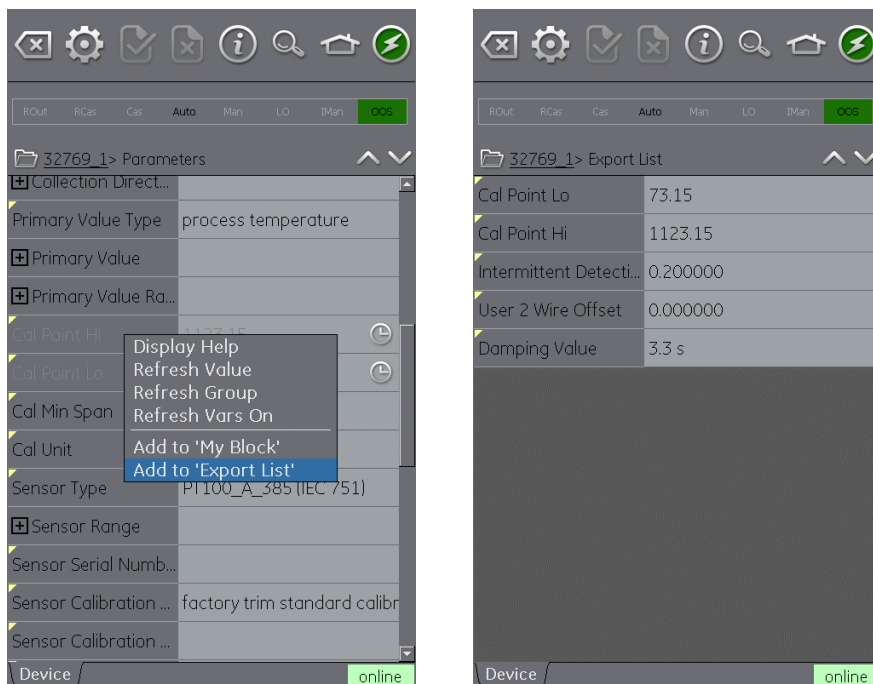 ROut RCas Cas Auto Man LO IMan OOS
32769_1> Parameters
Collection Direct...
Primary Value Type process temperature
Primary Value
Primary Value Ra...
Cal Point Hi 1123.15
Cal Point Lo
Cal Min Span
Cal Unit
Sensor Type PT100_A_385 (IEC 751)
Sensor Range
Sensor Serial Numb...
Sensor Calibration ... factory trim standard calibr
Sensor Calibration ...
Display Help
Refresh Value
Refresh Group
Refresh Vars On
Add to 'My Block'
Add to 'Export List'
Device online
ROut RCas Cas Auto Man LO IMan OOS
32769_1> Export List
Cal Point Lo 73.15
Cal Point Hi 1123.15
Intermittent Detecti... 0.200000
User 2 Wire Offset 0.000000
Damping Value 3.3 s
Device online